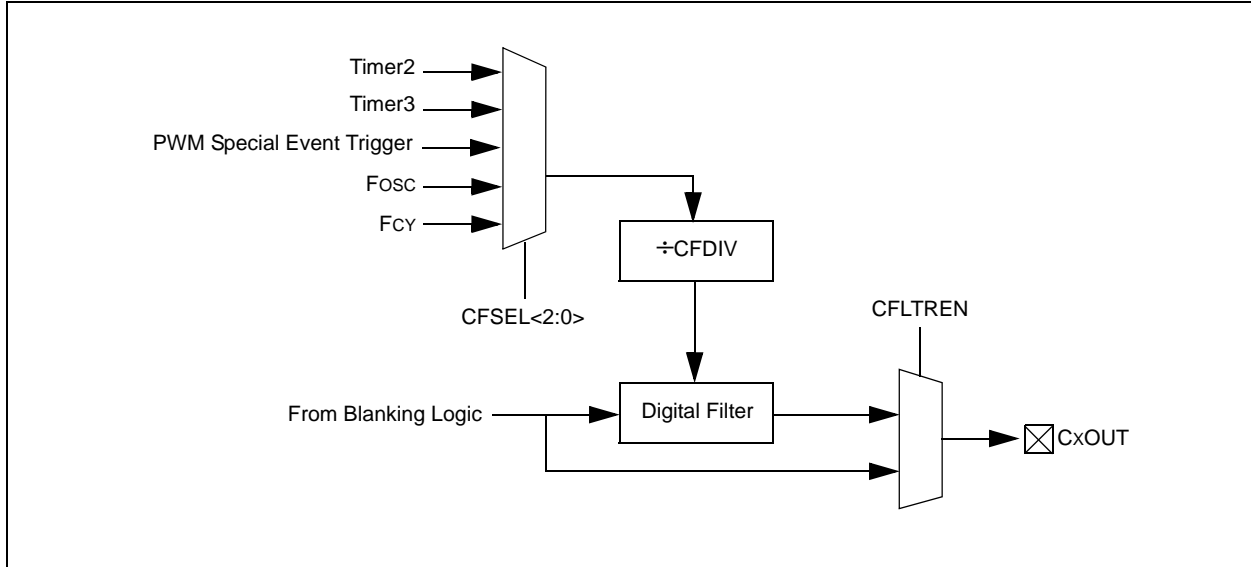 Timer2
Timer3
PWM Special Event Trigger
FOSC
FCY
÷CFDIV
CFSEL<2:0>
CFLTREN
From Blanking Logic
Digital Filter
CXOUT